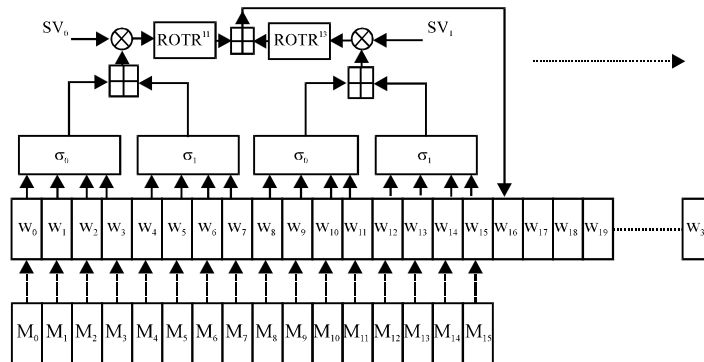 SV₀ ROTR¹¹ ROTR¹³ SV₁
σ₀ σ₁ σ₀ σ₁
W₀ W₁ W₂ W₃ W₄ W₅ W₆ W₇ W₈ W₉ W₁₀ W₁₁ W₁₂ W₁₃ W₁₄ W₁₅ W₁₆ W₁₇ W₁₈ W₁₉ W₃
M₀ M₁ M₂ M₃ M₄ M₅ M₆ M₇ M₈ M₉ M₁₀ M₁₁ M₁₂ M₁₃ M₁₄ M₁₅